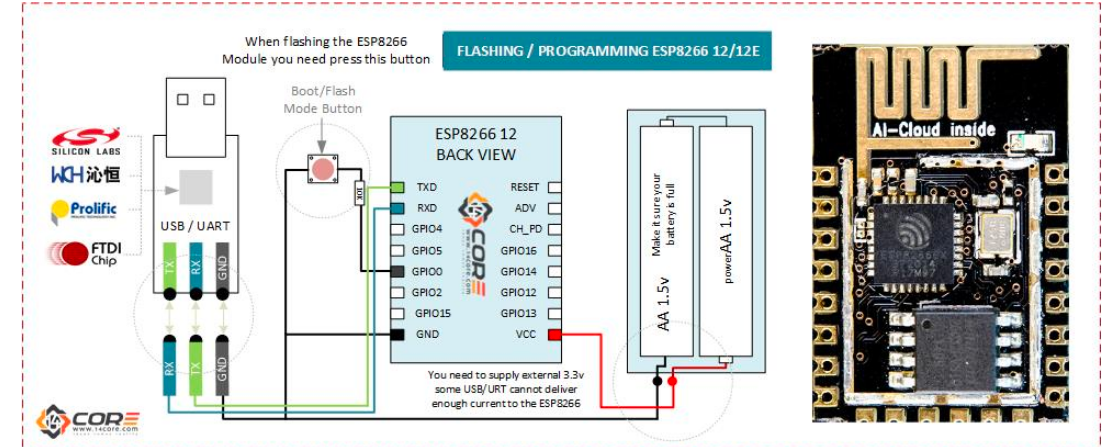 When flashing the ESP8266
Module you need press this button
FLASHING / PROGRAMMING ESP8266 12/12E
Boot/Flash
Mode Button
SILICON LABS
WCH 沁恒
Prolific
FTDI
Chip
USB / UART
TX
RX
GND
RX
TX
GND
10K
ESP8266 12
BACK VIEW
TXD
RXD
GPIO4
GPIO5
GPIO0
GPIO2
GPIO15
GND
RESET
ADV
CH_PD
GPIO16
GPIO14
GPIO12
GPIO13
VCC
14CORE
www.14core.com
Make it sure your
battery is full
AA 1.5v
powerAA 1.5v
You need to supply external 3.3v
some USB/URT cannot deliver
enough current to the ESP8266
14CORE
www.14core.com
AI-Cloud inside